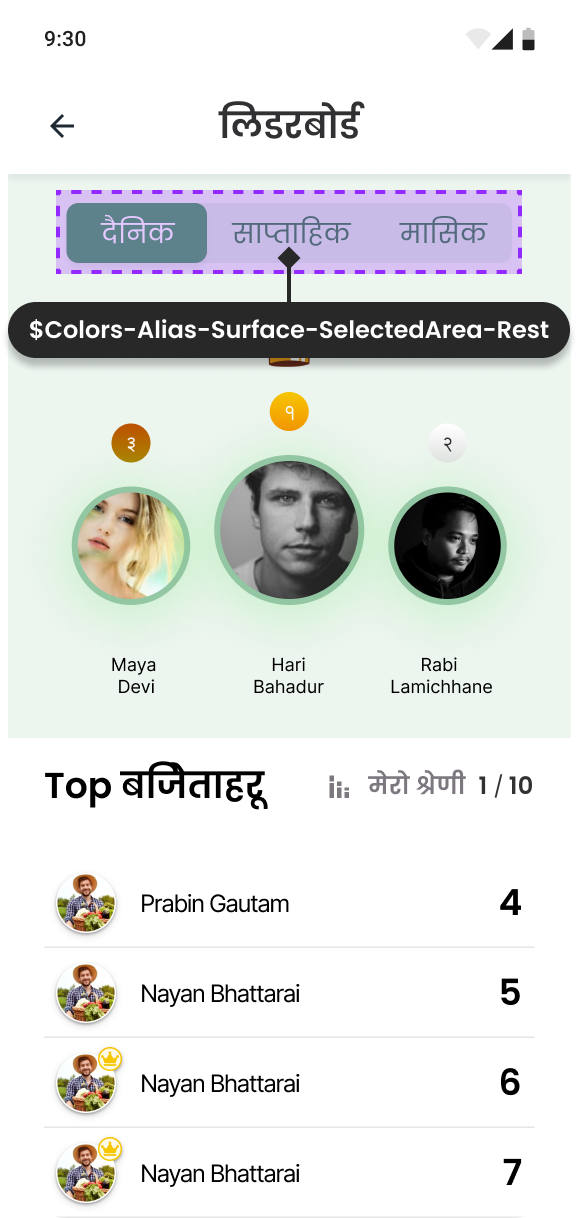 9:30
लिडरबोर्ड
दैनिक साप्ताहिक मासिक
$Colors-Alias-Surface-SelectedArea-Rest
१
३
२
Maya
Devi
Hari
Bahadur
Rabi
Lamichhane
Top बजिेताहरू
मेरो श्रेणी 1 / 10
Prabin Gautam 4
Nayan Bhattarai 5
Nayan Bhattarai 6
Nayan Bhattarai 7